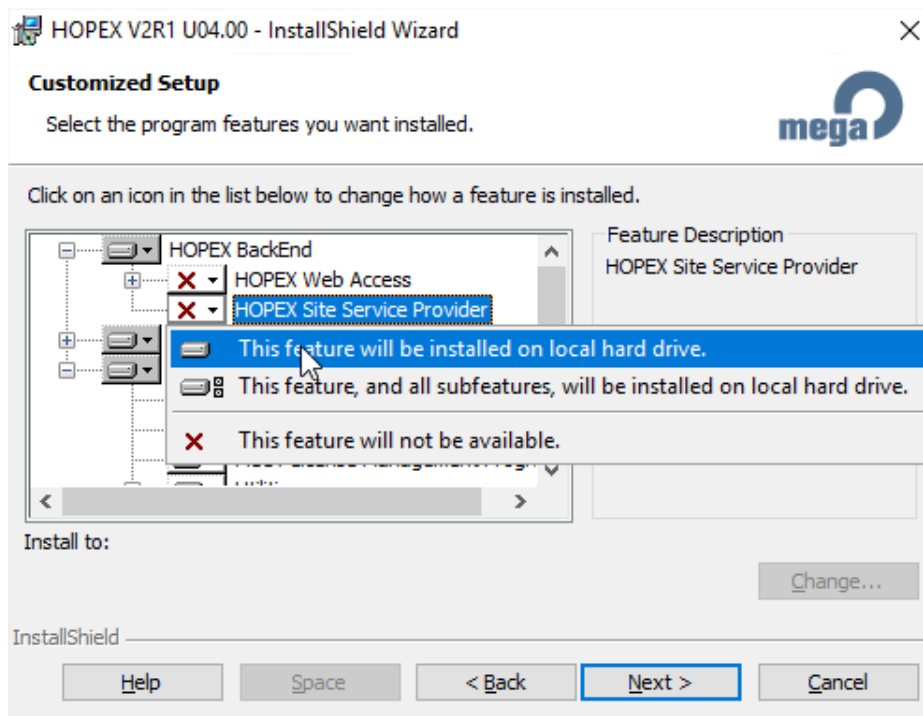 HOPEX V2R1 U04.00 - InstallShield Wizard
Customized Setup
Select the program features you want installed.
mega
Click on an icon in the list below to change how a feature is installed.
HOPEX BackEnd
HOPEX Web Access
HOPEX Site Service Provider
Feature Description
HOPEX Site Service Provider
This feature will be installed on local hard drive.
This feature, and all subfeatures, will be installed on local hard drive.
This feature will not be available.
Install to:
Change...
InstallShield
Help
Space
< Back
Next >
Cancel